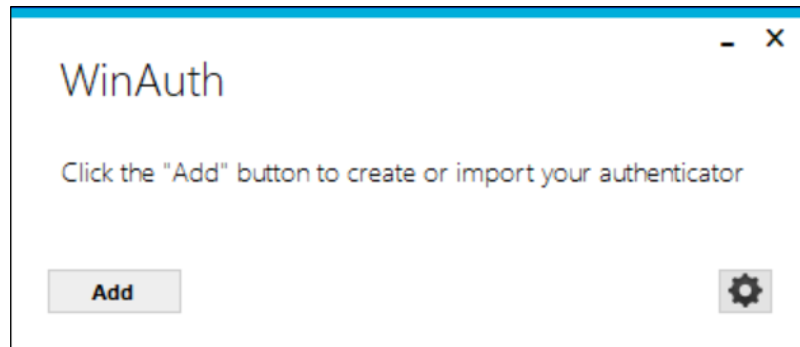 WinAuth
Click the "Add" button to create or import your authenticator
Add